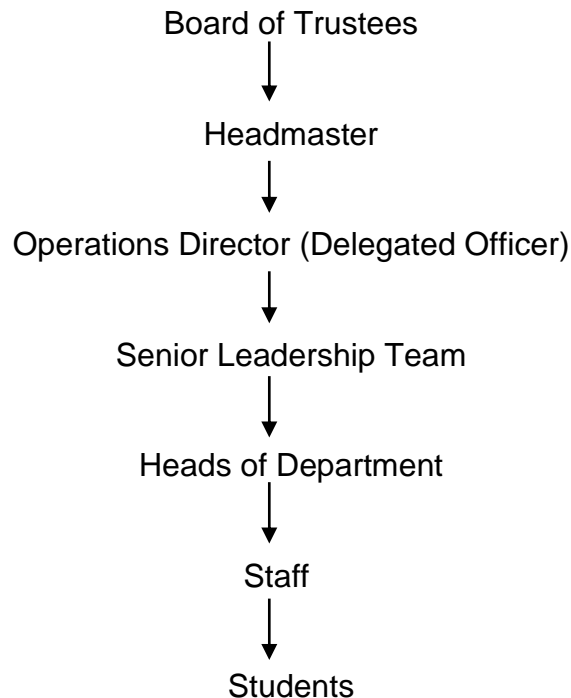 Board of Trustees
Headmaster
Operations Director (Delegated Officer)
Senior Leadership Team
Heads of Department
Staff
Students